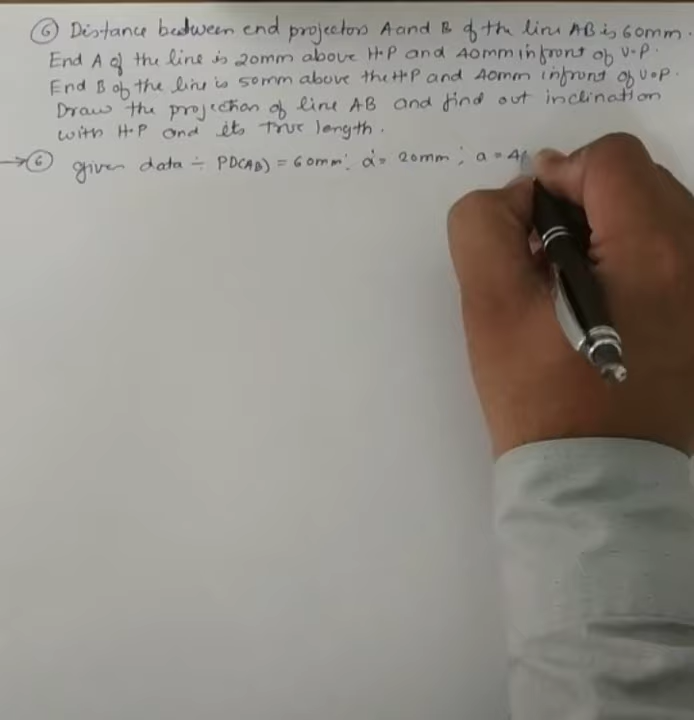 ⑥ Distance between end projectors A and B of the line AB is 60mm.
End A of the line is 20mm above H.P and 40mm infront of V.P.
End B of the line is 50mm above the H.P and 40mm infront of V.P.
Draw the projection of line AB and find out inclination
with H.P and its True length.
→⑥ given data ÷ PD(AB) = 60mm; a' = 20mm ; a = 4